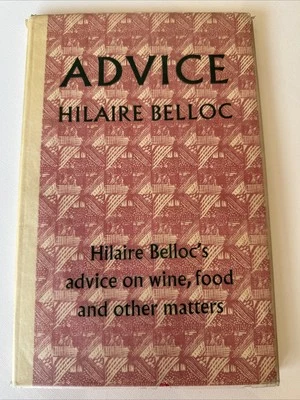 ADVICE
HILAIRE BELLOC
Hilaire Belloc's
advice on wine, food
and other matters